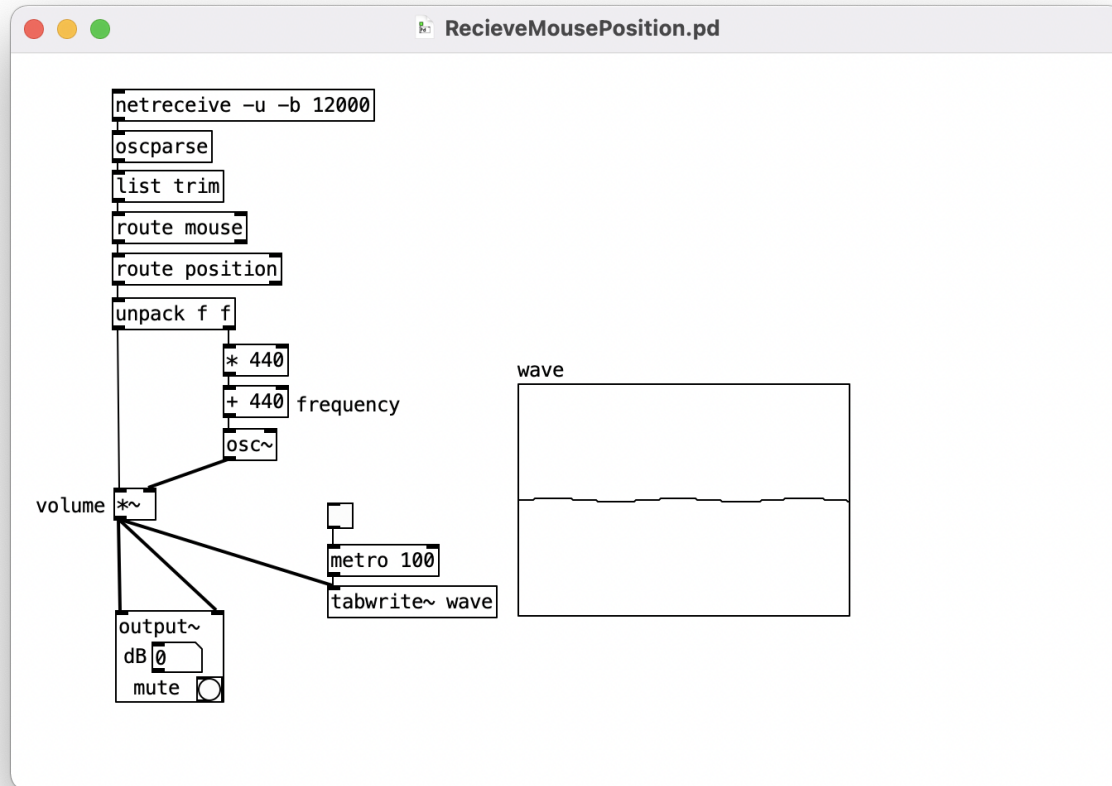 RecieveMousePosition.pd
netreceive -u -b 12000
oscparse
list trim
route mouse
route position
unpack f f
* 440
+ 440
frequency
osc~
volume
*~
metro 100
tabwrite~ wave
wave
output~
dB 0
mute